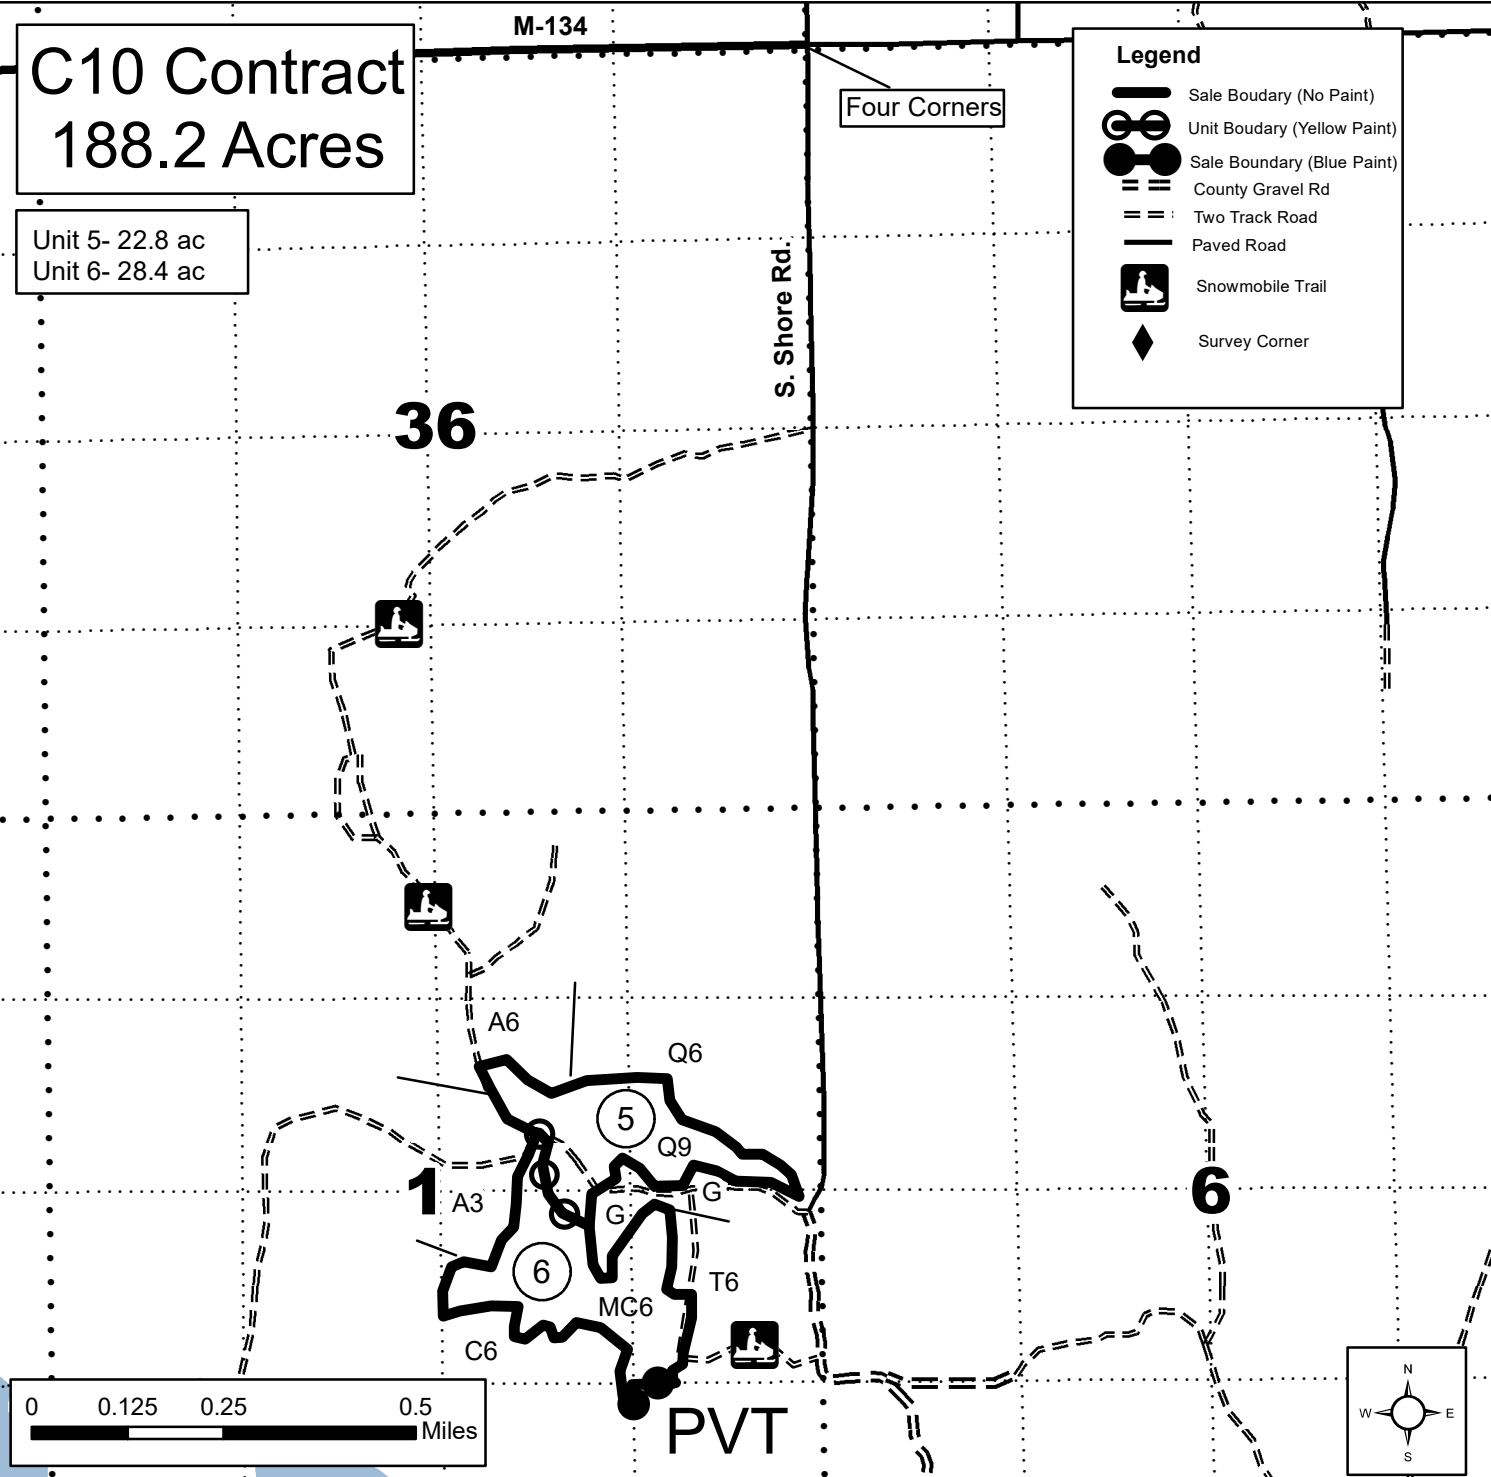 M-134
C10 Contract
188.2 Acres
Four Corners
Legend
Sale Boudary (No Paint)
Unit Boudary (Yellow Paint)
Sale Boundary (Blue Paint)
County Gravel Rd
Two Track Road
Paved Road
Snowmobile Trail
Survey Corner
Unit 5- 22.8 ac
Unit 6- 28.4 ac
S. Shore Rd.
36
A6
Q6
5
Q9
1
A3
G
G
6
6
T6
MC6
C6
PVT
0 0.125 0.25 0.5
Miles
N
W E
S